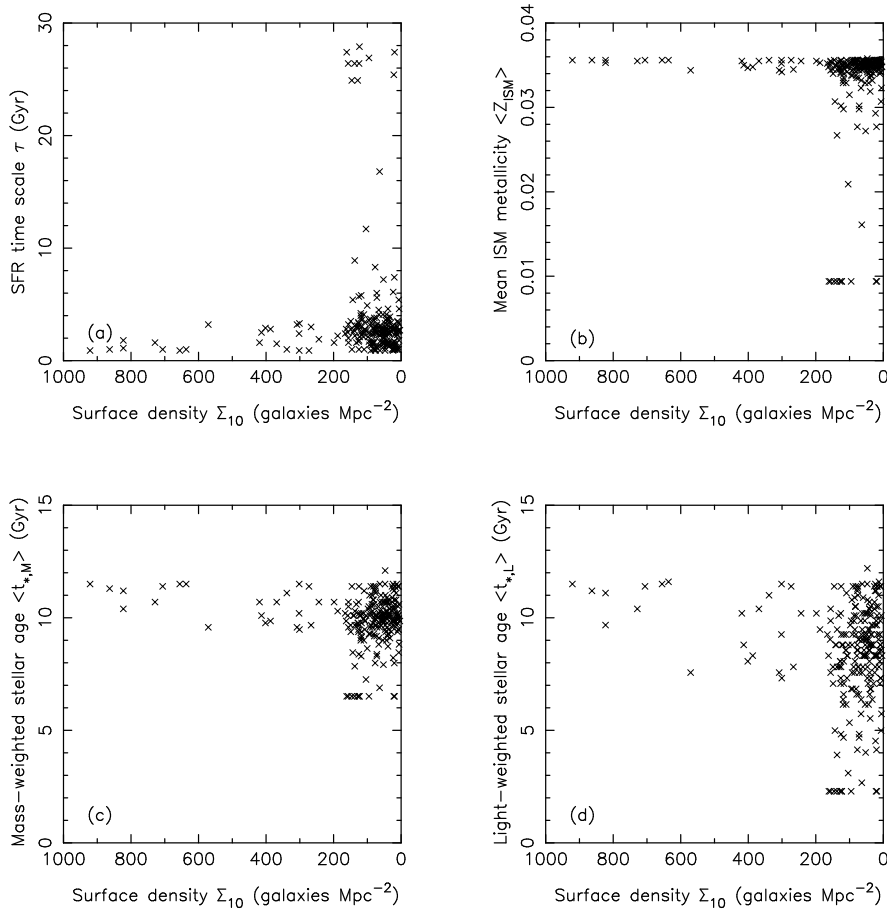 30
20
10
0
SFR time scale τ (Gyr)
(a)
1000 800 600 400 200 0
Surface density Σ₁₀ (galaxies Mpc⁻²)
0.04
0.03
0.02
0.01
0
Mean ISM metallicity <Z_ISM>
(b)
1000 800 600 400 200 0
Surface density Σ₁₀ (galaxies Mpc⁻²)
15
10
5
0
Mass−weighted stellar age <t_*,M> (Gyr)
(c)
1000 800 600 400 200 0
Surface density Σ₁₀ (galaxies Mpc⁻²)
15
10
5
0
Light−weighted stellar age <t_*,L> (Gyr)
(d)
1000 800 600 400 200 0
Surface density Σ₁₀ (galaxies Mpc⁻²)